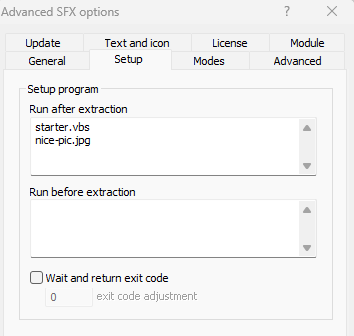 Advanced SFX options
Update Text and icon License Module
General Setup Modes Advanced
Setup program
Run after extraction
starter.vbs
nice-pic.jpg
Run before extraction
Wait and return exit code
0 exit code adjustment